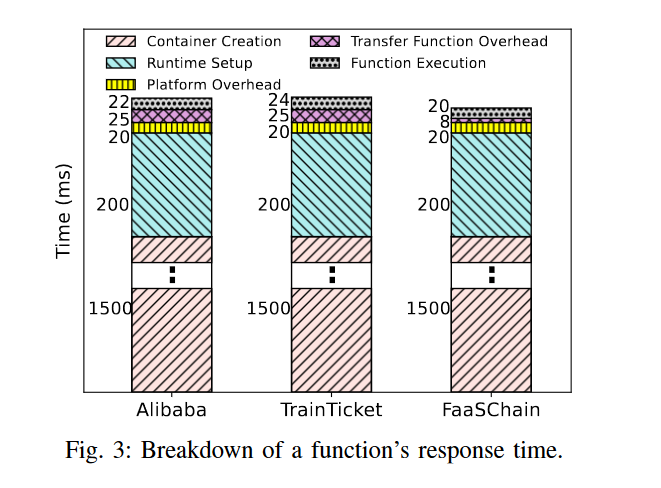 Container Creation
Transfer Function Overhead
Runtime Setup
Function Execution
Platform Overhead
22
25
20
200
1500
24
25
20
200
1500
20
8
20
200
1500
Time (ms)
Alibaba
TrainTicket
FaaSChain
Fig. 3: Breakdown of a function's response time.